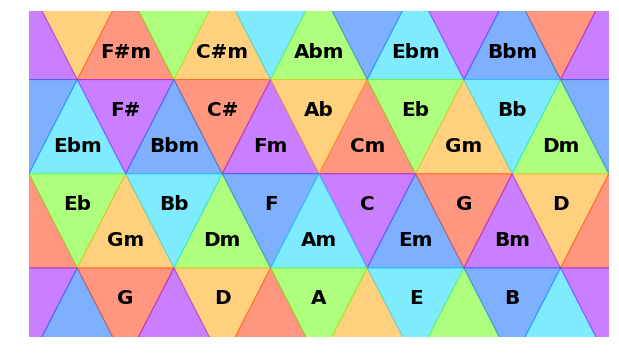 F#m C#m Abm Ebm Bbm
F# C# Ab Eb Bb
Ebm Bbm Fm Cm Gm Dm
Eb Bb F C G D
Gm Dm Am Em Bm
G D A E B